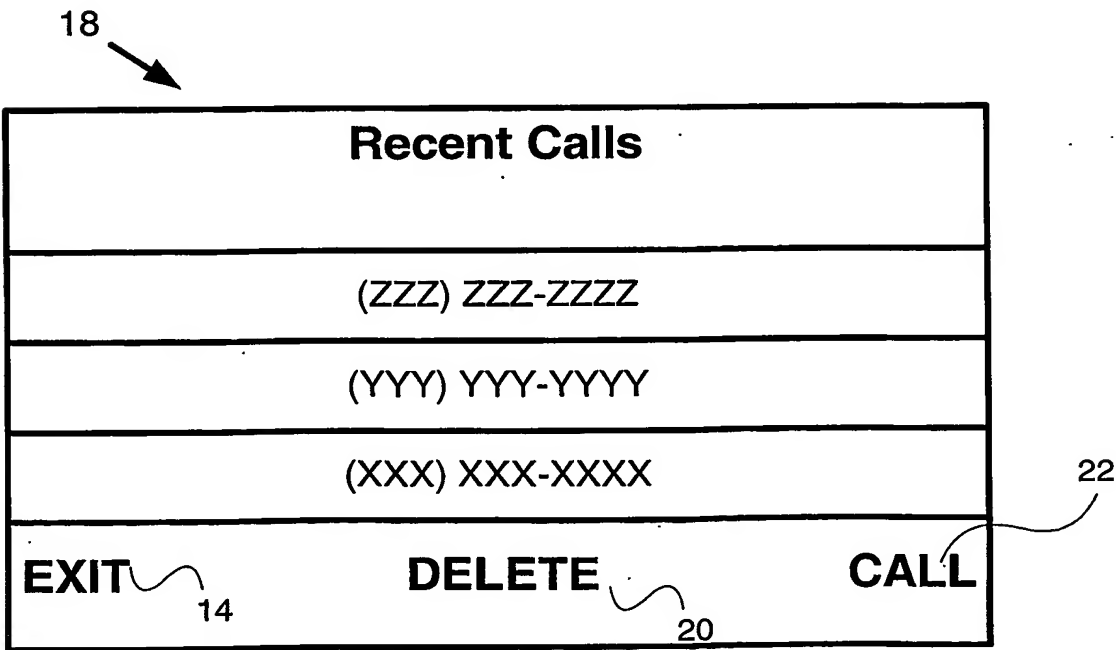 18
Recent Calls
(ZZZ) ZZZ-ZZZZ
(YYY) YYY-YYYY
(XXX) XXX-XXXX
22
EXIT DELETE CALL
14
20